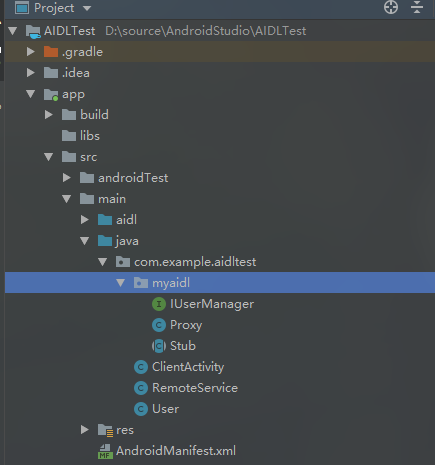 Project
AIDLTest D:\source\AndroidStudio\AIDLTest
.gradle
.idea
app
build
libs
src
androidTest
main
aidl
java
com.example.aidltest
myaidl
I IUserManager
C Proxy
C Stub
C ClientActivity
C RemoteService
C User
res
MF AndroidManifest.xml